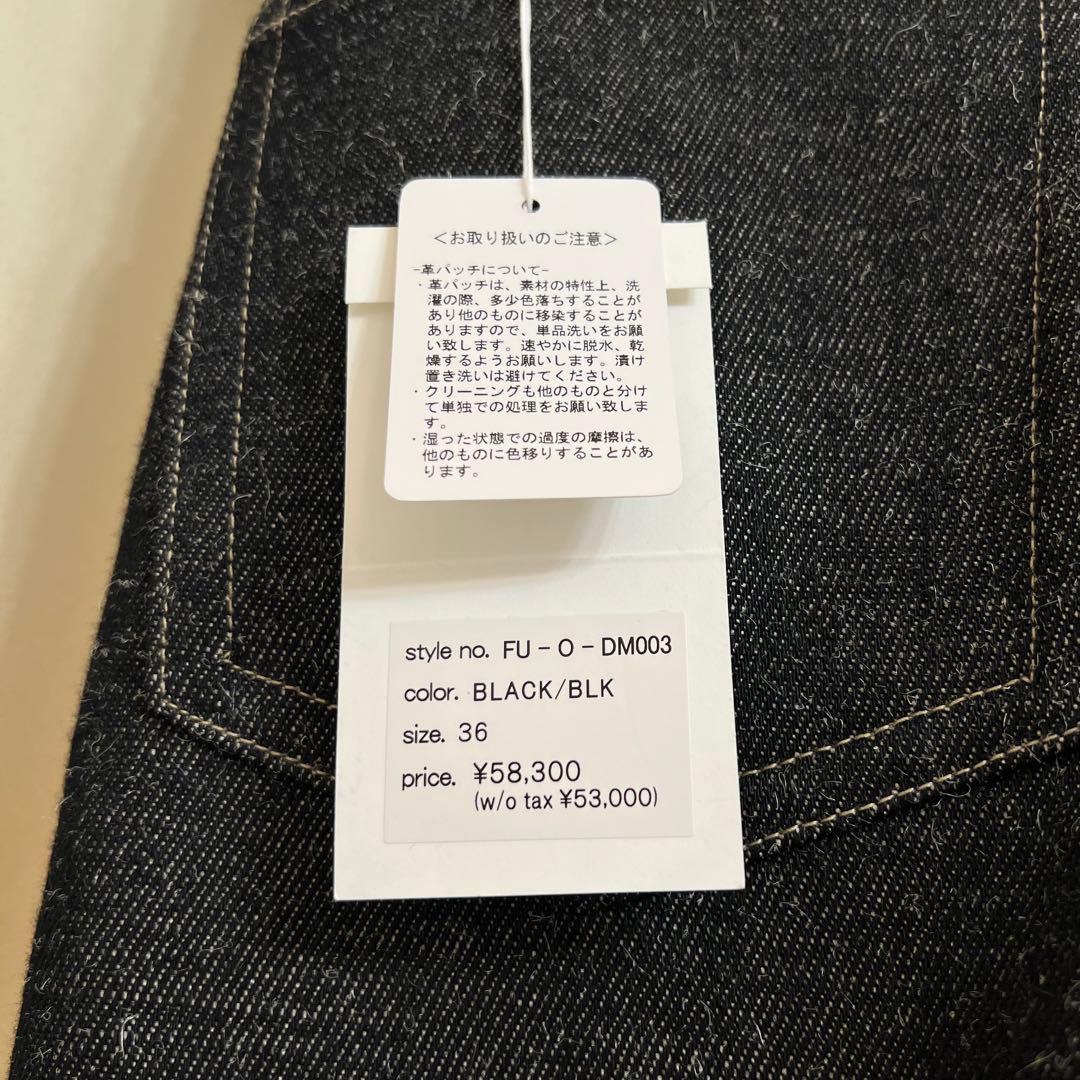 ＜お取り扱いのご注意＞
-革パッチについて-
・革パッチは、素材の特性上、洗
濯の際、多少色落ちすることが
あり他のものに移染することが
ありますので、単品洗いをお願
い致します。速やかに脱水、乾
燥するようお願いします。漬け
置き洗いは避けてください。
・クリーニングも他のものと分け
て単独での処理をお願い致しま
す。
・湿った状態での過度の摩擦は、
他のものに色移りすることがあ
ります。
style no. FU - O - DM003
color. BLACK/BLK
size. 36
price. ¥58,300
(w/o tax ¥53,000)